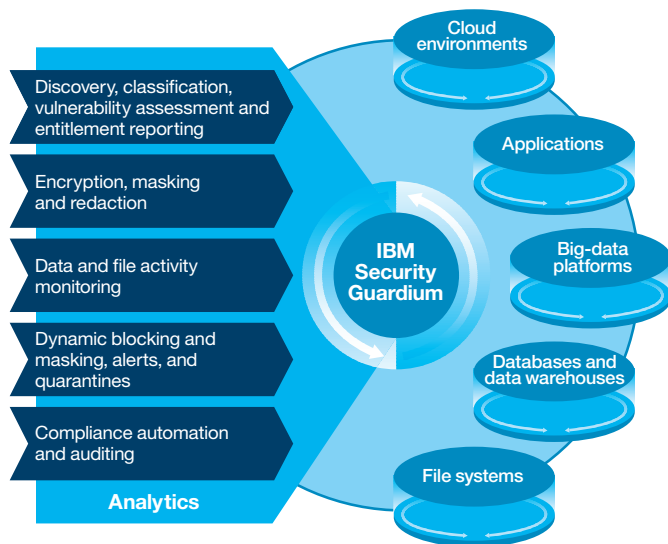 Discovery, classification,
vulnerability assessment and
entitlement reporting
Encryption, masking
and redaction
Data and file activity
monitoring
Dynamic blocking and
masking, alerts, and
quarantines
Compliance automation
and auditing
Analytics
IBM
Security
Guardium
Cloud
environments
Applications
Big-data
platforms
Databases and
data warehouses
File systems